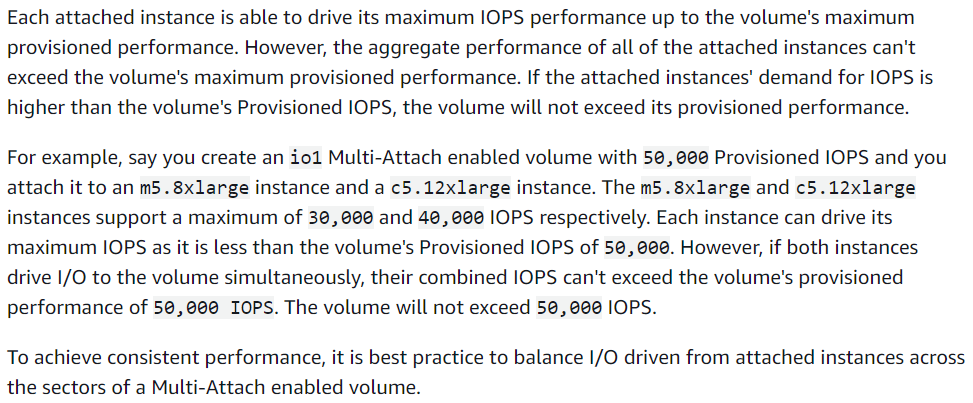 Each attached instance is able to drive its maximum IOPS performance up to the volume's maximum
provisioned performance. However, the aggregate performance of all of the attached instances can't
exceed the volume's maximum provisioned performance. If the attached instances' demand for IOPS is
higher than the volume's Provisioned IOPS, the volume will not exceed its provisioned performance.
For example, say you create an io1 Multi-Attach enabled volume with 50,000 Provisioned IOPS and you
attach it to an m5.8xlarge instance and a c5.12xlarge instance. The m5.8xlarge and c5.12xlarge
instances support a maximum of 30,000 and 40,000 IOPS respectively. Each instance can drive its
maximum IOPS as it is less than the volume's Provisioned IOPS of 50,000. However, if both instances
drive I/O to the volume simultaneously, their combined IOPS can't exceed the volume's provisioned
performance of 50,000 IOPS. The volume will not exceed 50,000 IOPS.
To achieve consistent performance, it is best practice to balance I/O driven from attached instances across
the sectors of a Multi-Attach enabled volume.